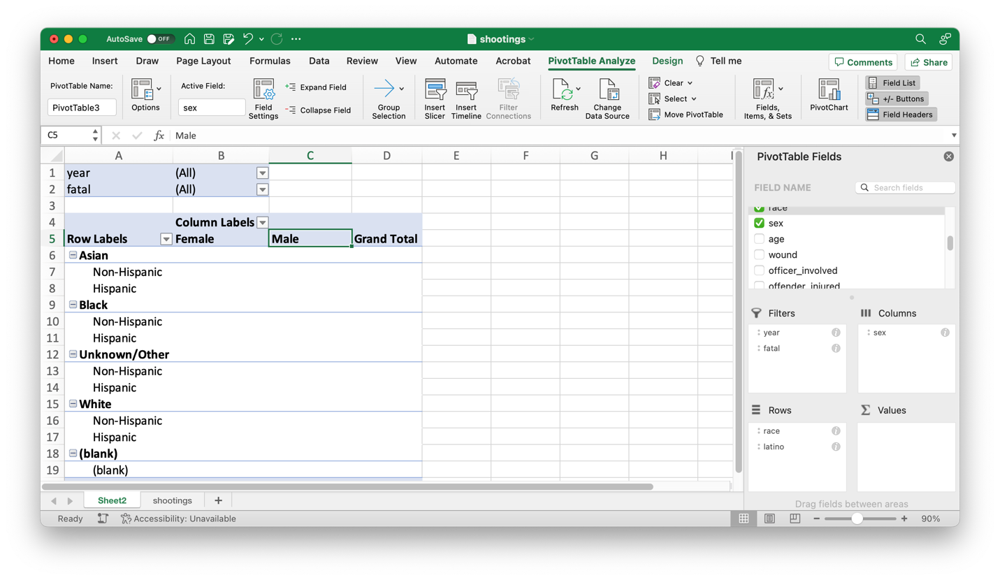 AutoSave OFF shootings
Home Insert Draw Page Layout Formulas Data Review View Automate Acrobat PivotTable Analyze Design Tell me Comments Share
PivotTable Name: Active Field: Expand Field Clear Field List
PivotTable3 Options sex Field Settings Collapse Field Group Selection Insert Slicer Insert Timeline Filter Connections Refresh Change Data Source Select Move PivotTable Fields, Items, & Sets PivotChart +/- Buttons Field Headers
C5 fx Male
A B C D E F G H I
1 year (All)
2 fatal (All)
3
4 Column Labels
5 Row Labels Female Male Grand Total
6 Asian
7 Non-Hispanic
8 Hispanic
9 Black
10 Non-Hispanic
11 Hispanic
12 Unknown/Other
13 Non-Hispanic
14 Hispanic
15 White
16 Non-Hispanic
17 Hispanic
18 (blank)
19 (blank)
PivotTable Fields
FIELD NAME Search fields
race
sex
age
wound
officer_involved
offender_injured
Filters Columns
year sex
fatal
Rows Values
race
latino
Drag fields between areas
Sheet2 shootings +
Ready Accessibility: Unavailable 90%